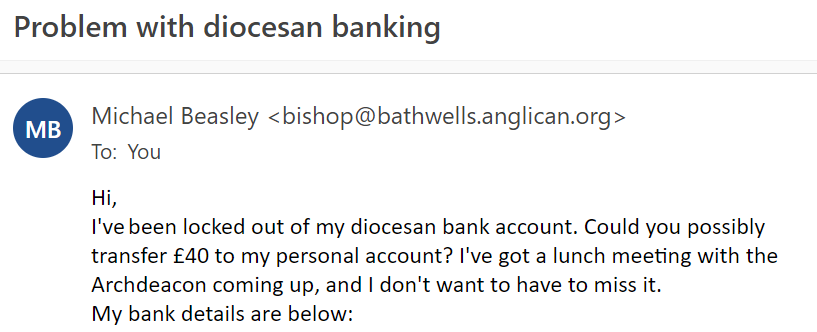 Problem with diocesan banking
MB
Michael Beasley <bishop@bathwells.anglican.org>
To: You
Hi,
I've been locked out of my diocesan bank account. Could you possibly
transfer £40 to my personal account? I've got a lunch meeting with the
Archdeacon coming up, and I don't want to have to miss it.
My bank details are below: